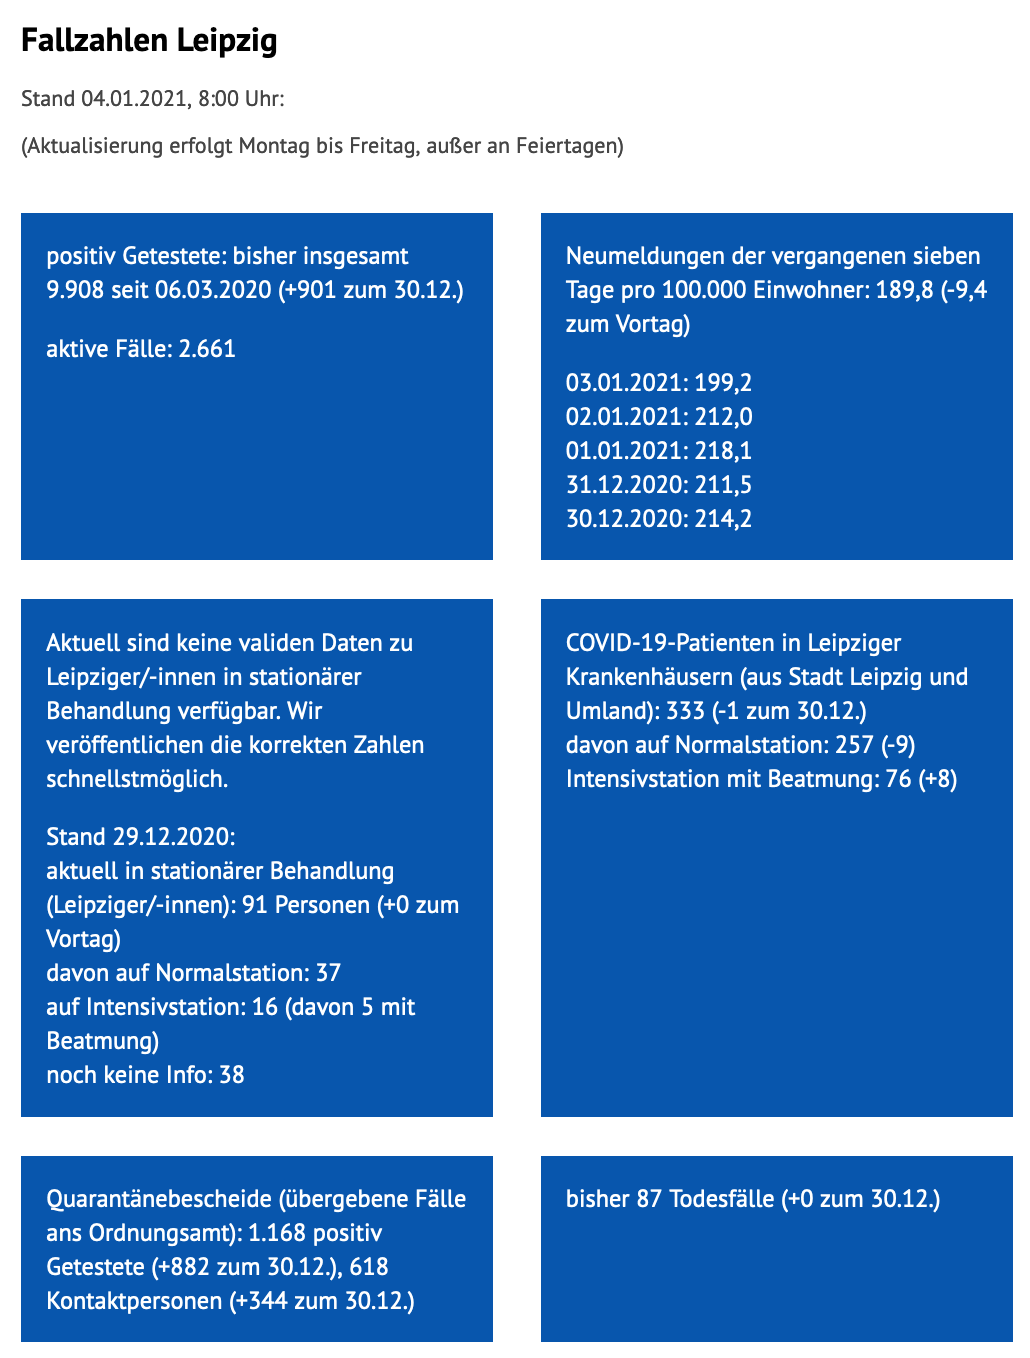 Fallzahlen Leipzig
Stand 04.01.2021, 8:00 Uhr:
(Aktualisierung erfolgt Montag bis Freitag, außer an Feiertagen)
positiv Getestete: bisher insgesamt
9.908 seit 06.03.2020 (+901 zum 30.12.)
aktive Fälle: 2.661
Neumeldungen der vergangenen sieben
Tage pro 100.000 Einwohner: 189,8 (-9,4
zum Vortag)
03.01.2021: 199,2
02.01.2021: 212,0
01.01.2021: 218,1
31.12.2020: 211,5
30.12.2020: 214,2
Aktuell sind keine validen Daten zu
Leipziger/-innen in stationärer
Behandlung verfügbar. Wir
veröffentlichen die korrekten Zahlen
schnellstmöglich.
Stand 29.12.2020:
aktuell in stationärer Behandlung
(Leipziger/-innen): 91 Personen (+0 zum
Vortag)
davon auf Normalstation: 37
auf Intensivstation: 16 (davon 5 mit
Beatmung)
noch keine Info: 38
COVID-19-Patienten in Leipziger
Krankenhäusern (aus Stadt Leipzig und
Umland): 333 (-1 zum 30.12.)
davon auf Normalstation: 257 (-9)
Intensivstation mit Beatmung: 76 (+8)
Quarantänebescheide (übergebene Fälle
ans Ordnungsamt): 1.168 positiv
Getestete (+882 zum 30.12.), 618
Kontaktpersonen (+344 zum 30.12.)
bisher 87 Todesfälle (+0 zum 30.12.)